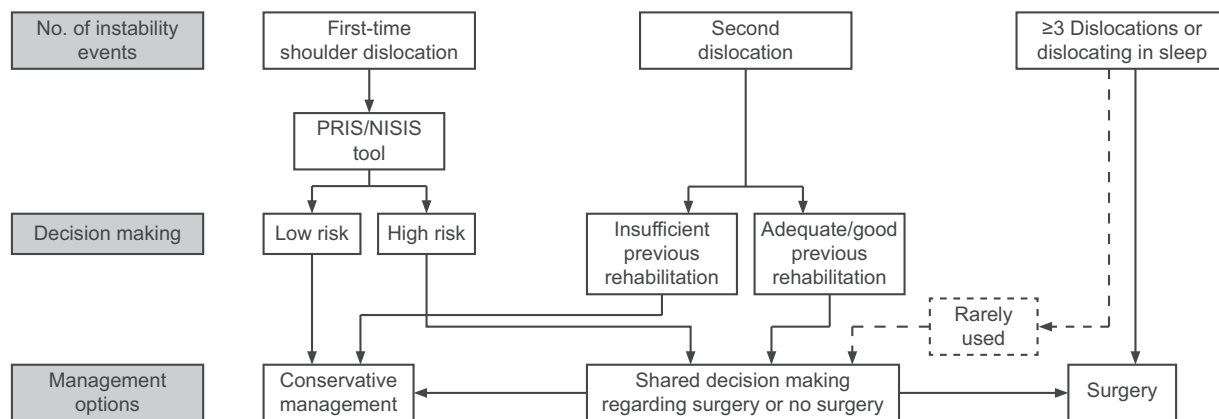 No. of instability
events
First-time
shoulder dislocation
Second
dislocation
≥3 Dislocations or
dislocating in sleep
PRIS/NISIS
tool
Decision making
Low risk
High risk
Insufficient
previous
rehabilitation
Adequate/good
previous
rehabilitation
Rarely
used
Management
options
Conservative
management
Shared decision making
regarding surgery or no surgery
Surgery